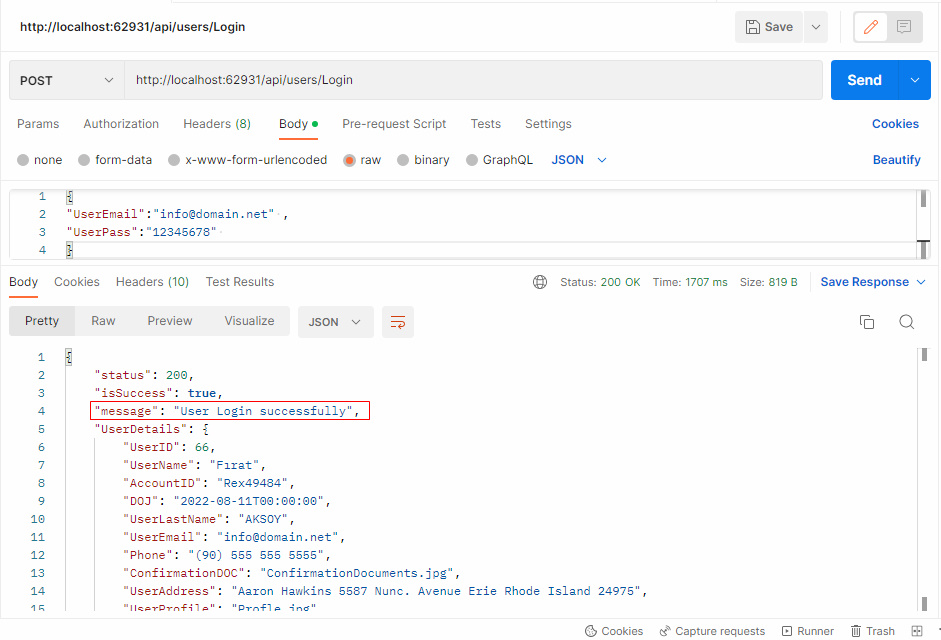 http://localhost:62931/api/users/Login
Save
POST
http://localhost:62931/api/users/Login
Send
Params Authorization Headers (8) Body Pre-request Script Tests Settings Cookies
none form-data x-www-form-urlencoded raw binary GraphQL JSON Beautify
1 {
2 "UserEmail":"info@domain.net" ,
3 "UserPass":"12345678"
4 }
Body Cookies Headers (10) Test Results Status: 200 OK Time: 1707 ms Size: 819 B Save Response
Pretty Raw Preview Visualize JSON
1 {
2 "status": 200,
3 "isSuccess": true,
4 "message": "User Login successfully",
5 "UserDetails": {
6 "UserID": 66,
7 "UserName": "Fırat",
8 "AccountID": "Rex49484",
9 "DOJ": "2022-08-11T00:00:00",
10 "UserLastName": "AKSOY",
11 "UserEmail": "info@domain.net",
12 "Phone": "(90) 555 555 5555",
13 "ConfirmationDOC": "ConfirmationDocuments.jpg",
14 "UserAddress": "Aaron Hawkins 5587 Nunc. Avenue Erie Rhode Island 24975",
15 "UserProfile": "Profle.jpg"
Cookies Capture requests Runner Trash